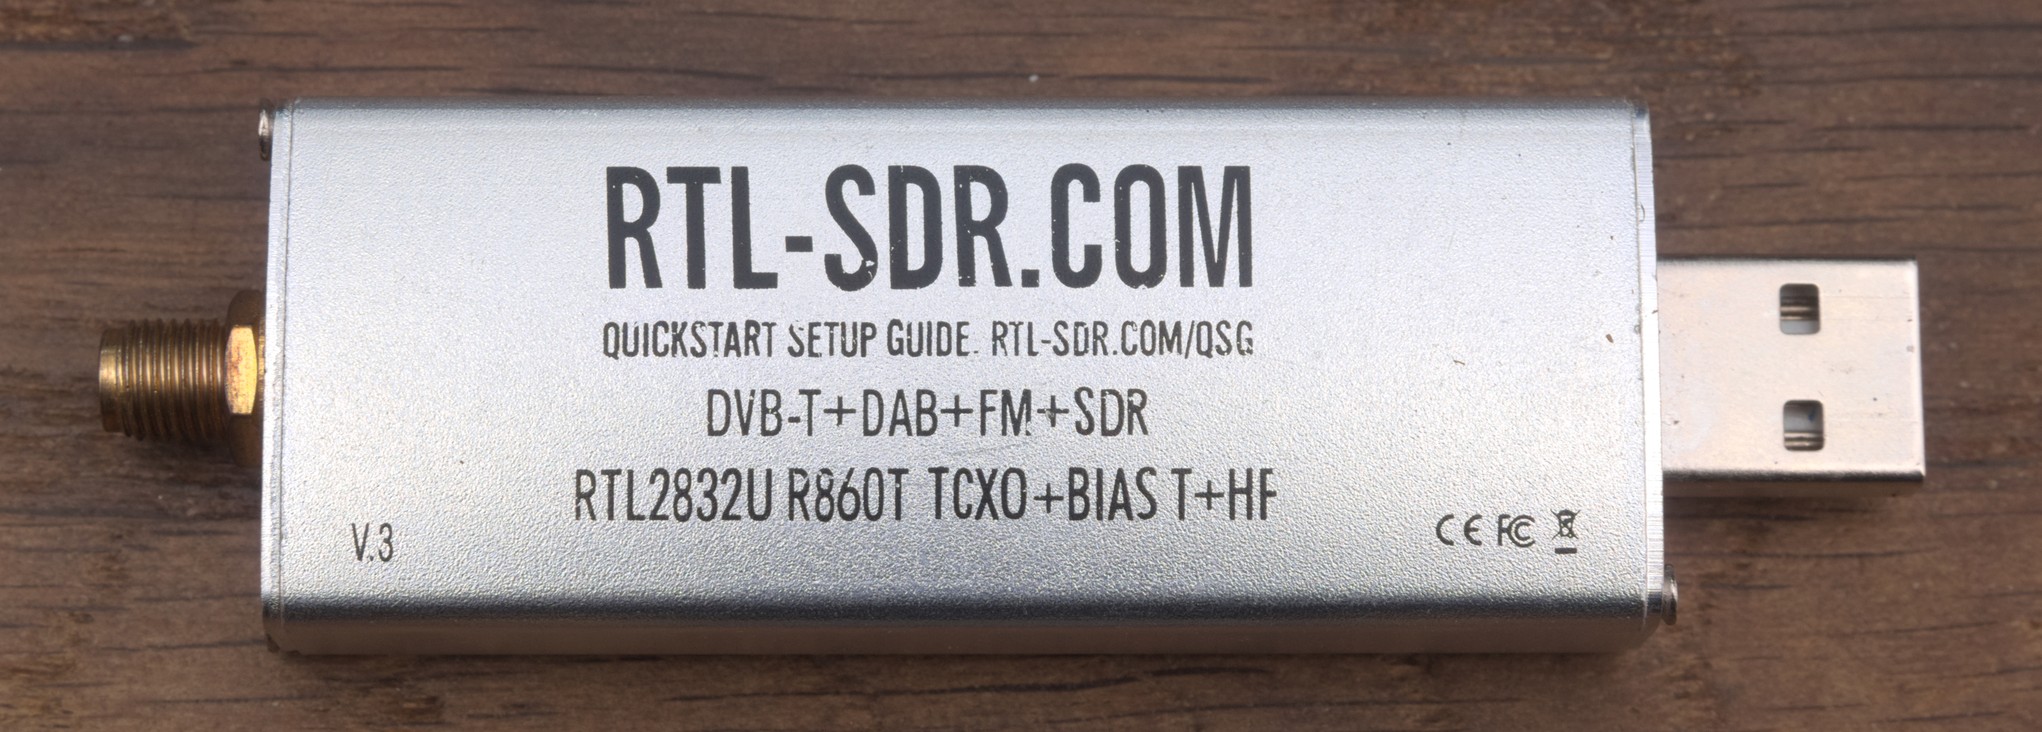 RTL-SDR.COM
QUICKSTART SETUP GUIDE. RTL-SDR.COM/QSG
DVB-T+DAB+FM+SDR
RTL2832U R860T TCXO+BIAS T+HF
V.3
CE FC